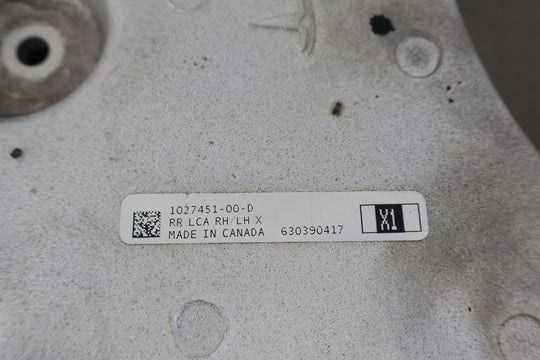 1027451-00-D
RR LCA RH/LH X
MADE IN CANADA 630390417
X1